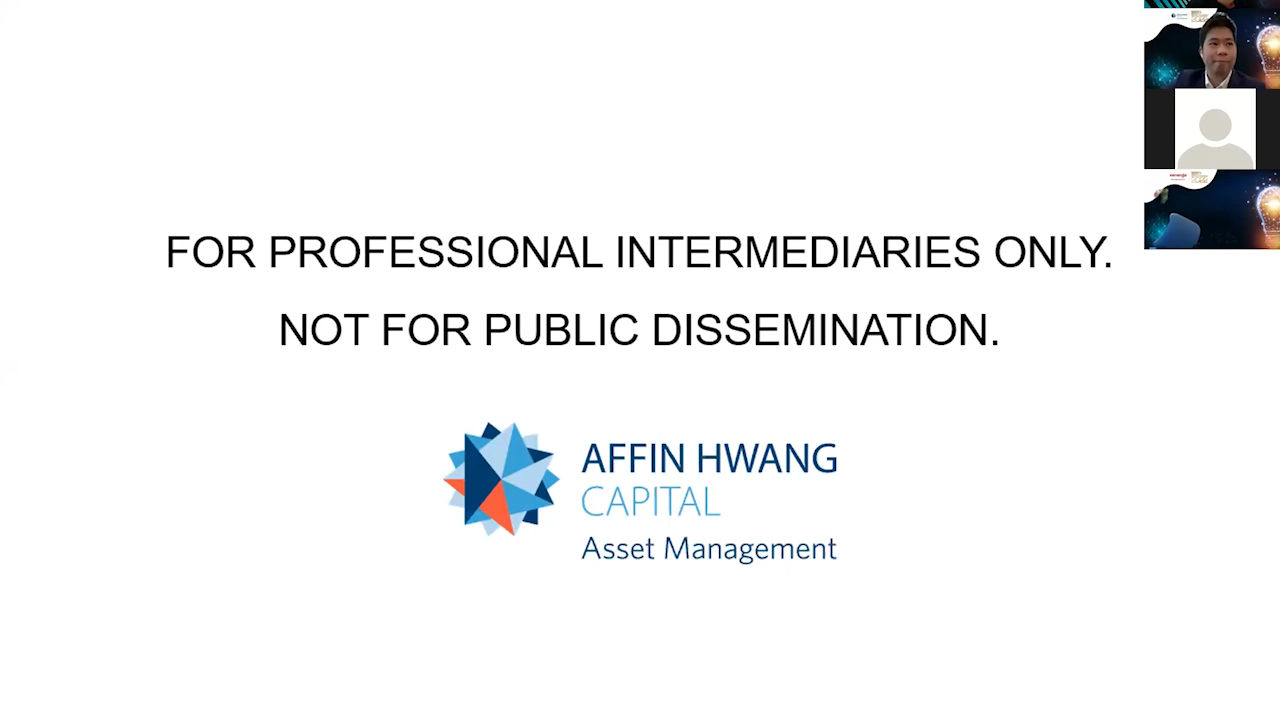 FOR PROFESSIONAL INTERMEDIARIES ONLY.
NOT FOR PUBLIC DISSEMINATION.
AFFIN HWANG
CAPITAL
Asset Management